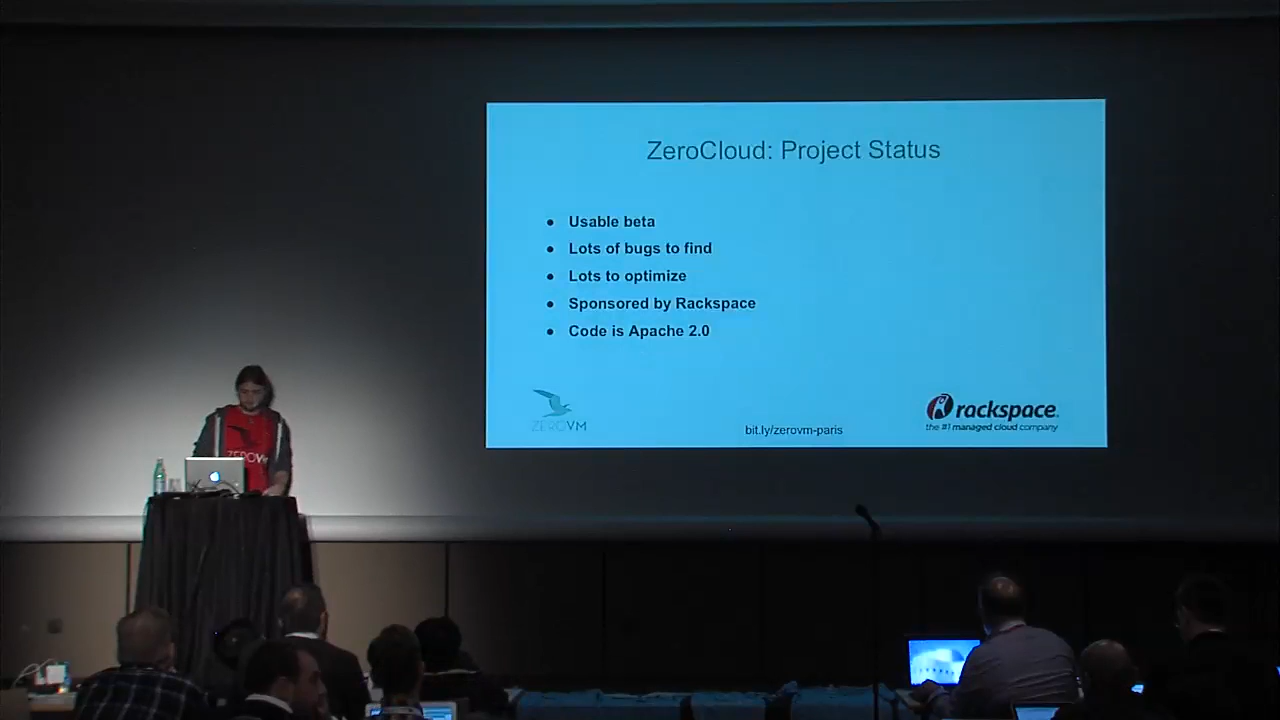 ZeroCloud: Project Status
• Usable beta
• Lots of bugs to find
• Lots to optimize
• Sponsored by Rackspace
• Code is Apache 2.0
ZEROVM
bit.ly/zerovm-paris
rackspace.
the #1 managed cloud company
ZEROVM